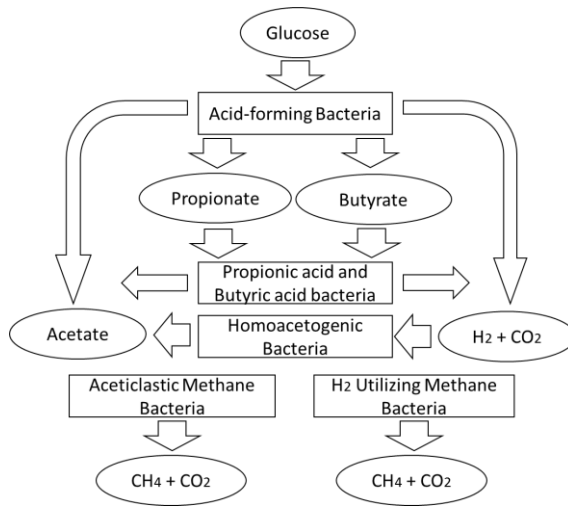 Glucose
Acid-forming Bacteria
Propionate
Butyrate
Propionic acid and
Butyric acid bacteria
Acetate
Homoacetogenic
Bacteria
H2 + CO2
Aceticlastic Methane
Bacteria
H2 Utilizing Methane
Bacteria
CH4 + CO2
CH4 + CO2